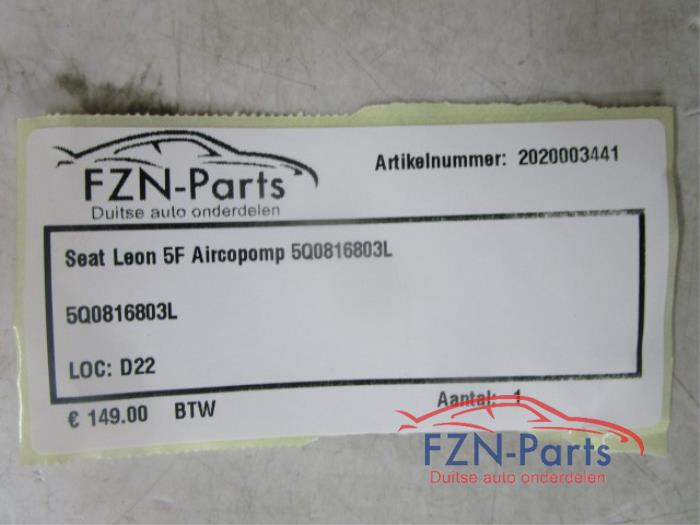 FZN-Parts
Duitse auto onderdelen
Artikelnummer: 2020003441
Seat Leon 5F Aircopomp 5Q0816803L
5Q0816803L
LOC: D22
€ 149.00 BTW
Aantal: 1
FZN-Parts
Duitse auto onderdelen